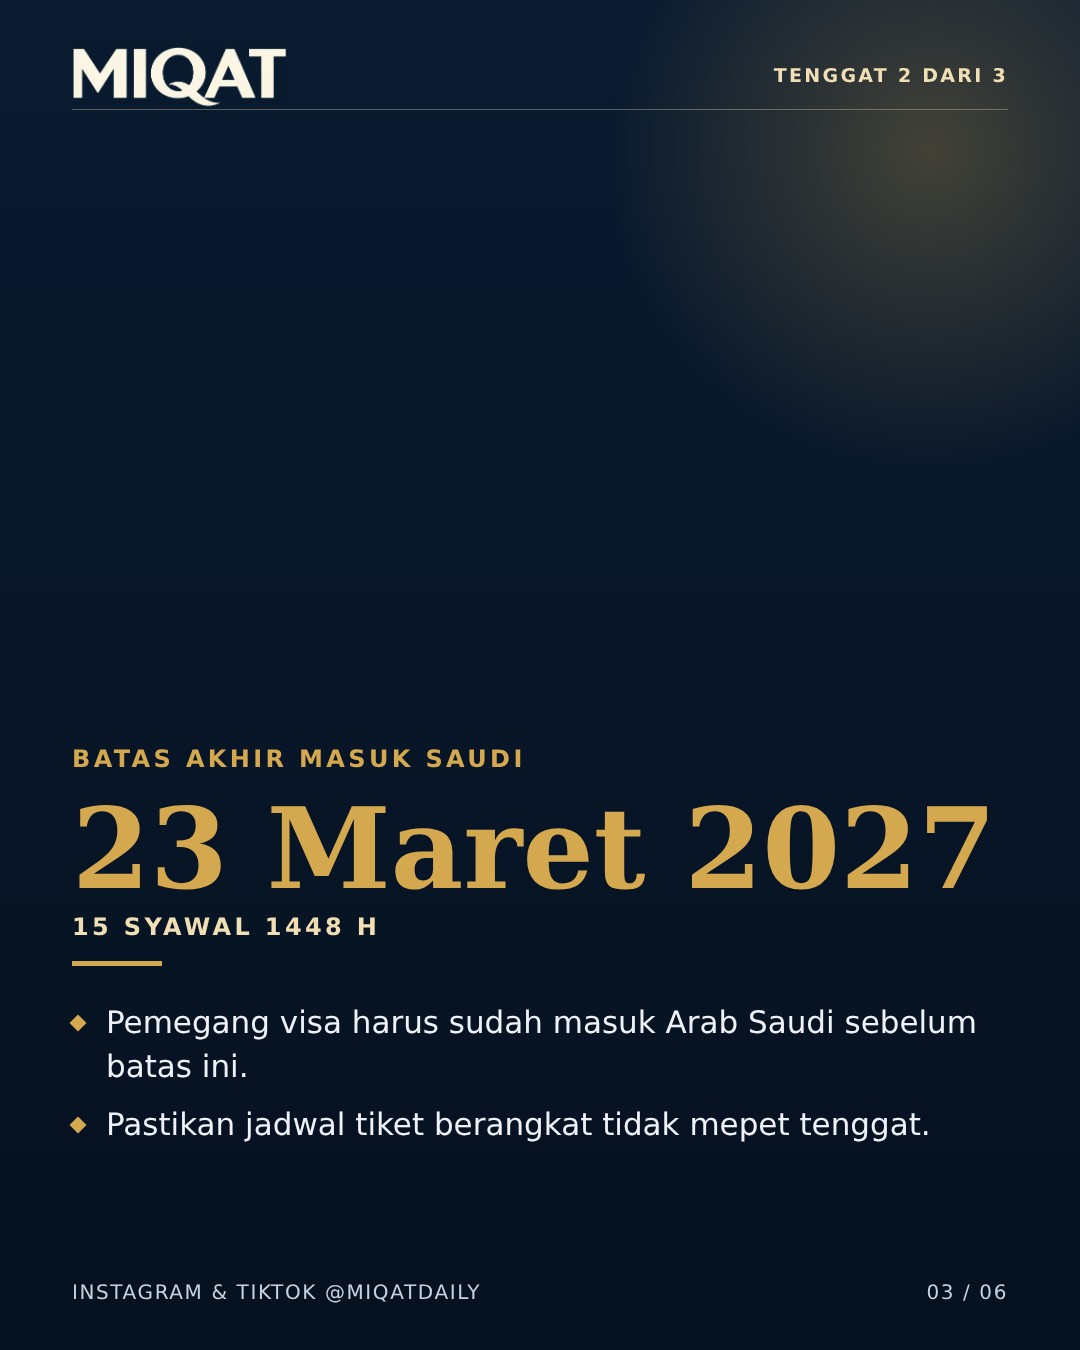 MIQAT
TENGGAT 2 DARI 3
BATAS AKHIR MASUK SAUDI
23 Maret 2027
15 SYAWAL 1448 H
Pemegang visa harus sudah masuk Arab Saudi sebelum
batas ini.
Pastikan jadwal tiket berangkat tidak mepet tenggat.
INSTAGRAM & TIKTOK @MIQATDAILY
03 / 06